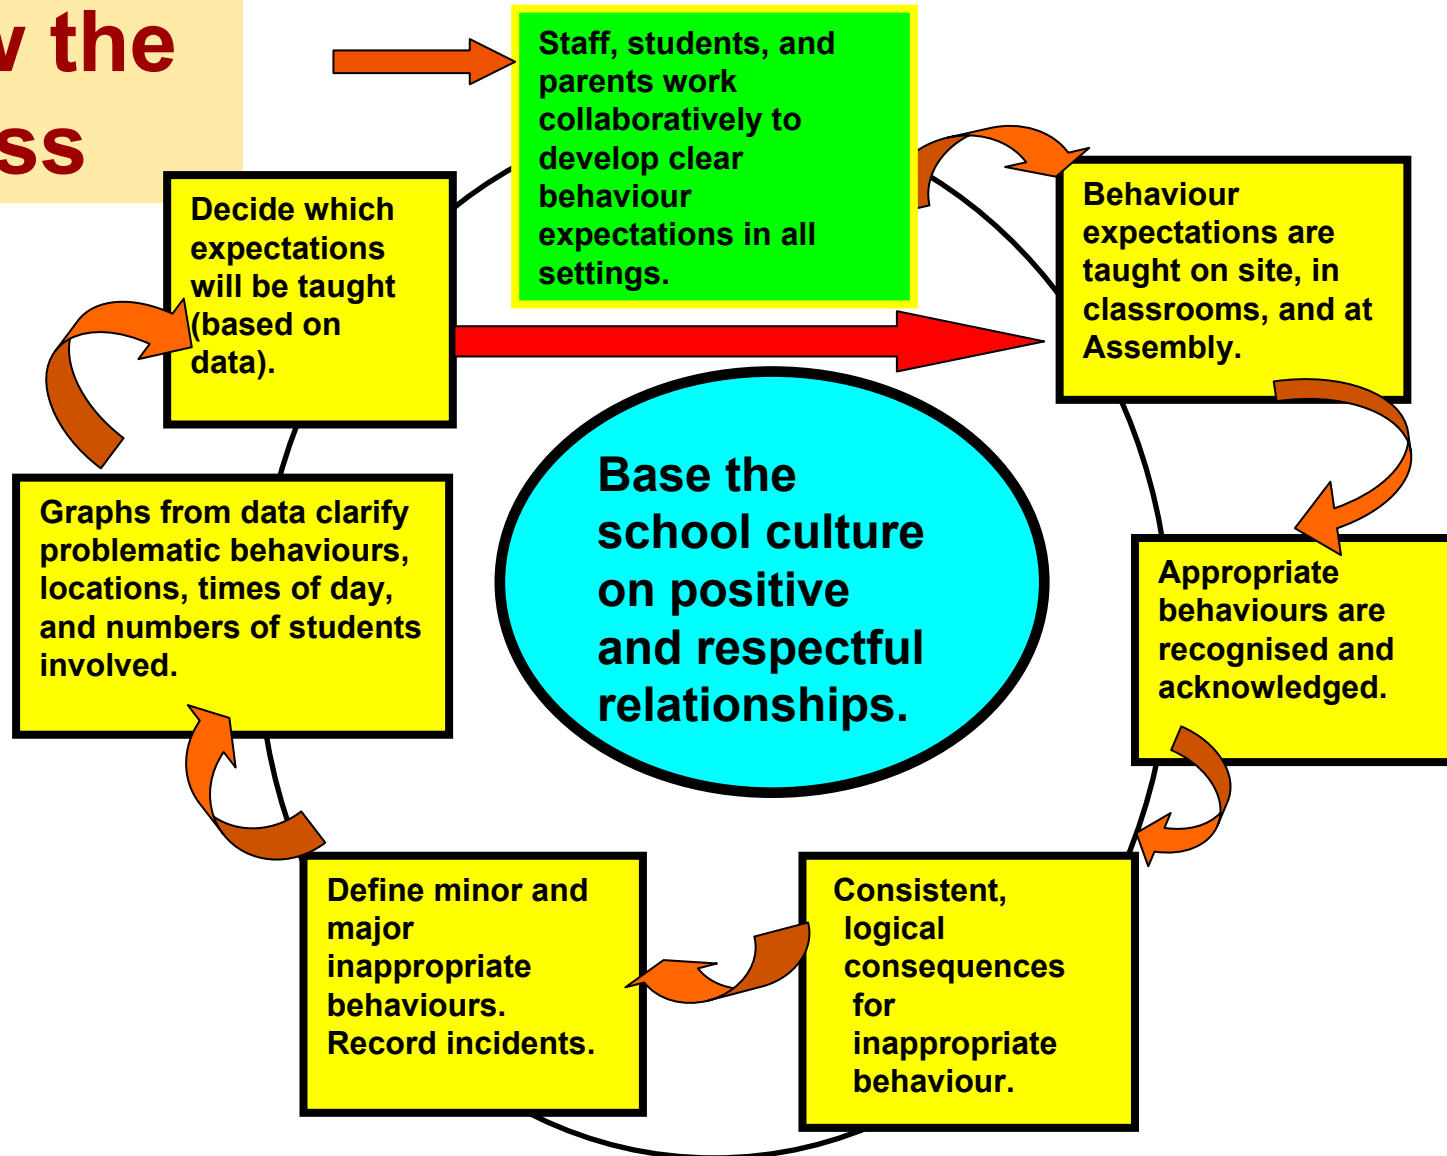 w the
ss
Staff, students, and
parents work
collaboratively to
develop clear
behaviour
expectations in all
settings.
Behaviour
expectations are
taught on site, in
classrooms, and at
Assembly.
Appropriate
behaviours are
recognised and
acknowledged.
Consistent,
logical
consequences
for
inappropriate
behaviour.
Define minor and
major
inappropriate
behaviours.
Record incidents.
Graphs from data clarify
problematic behaviours,
locations, times of day,
and numbers of students
involved.
Decide which
expectations
will be taught
(based on
data).
Base the
school culture
on positive
and respectful
relationships.